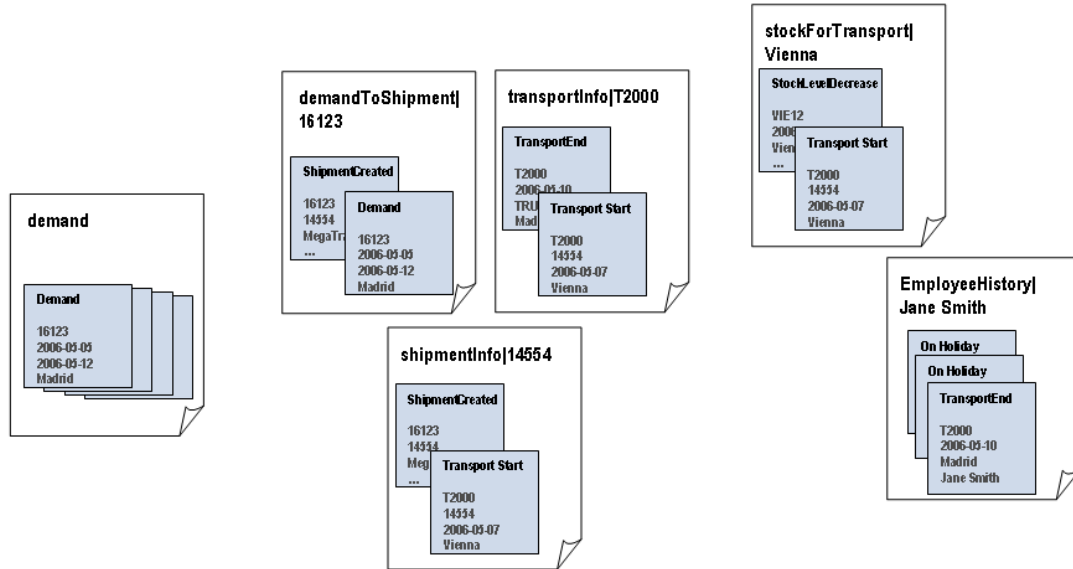 demand
Demand
16123
2006-05-05
2006-05-12
Madrid
demandToShipment|
16123
ShipmentCreated
16123
14554
...
Demand
16123
2006-05-05
2006-05-12
Madrid
transportInfo|T2000
TransportEnd
T2000
2006-05-10
Transport Start
T2000
14554
2006-05-07
Vienna
shipmentInfo|14554
ShipmentCreated
16123
14554
...
Transport Start
T2000
14554
2006-05-07
Vienna
stockForTransport|
Vienna
StockLevelDecrease
VIE12
...
Transport Start
T2000
14554
2006-05-07
Vienna
EmployeeHistory|
Jane Smith
On Holiday
On Holiday
TransportEnd
T2000
2006-05-10
Madrid
Jane Smith